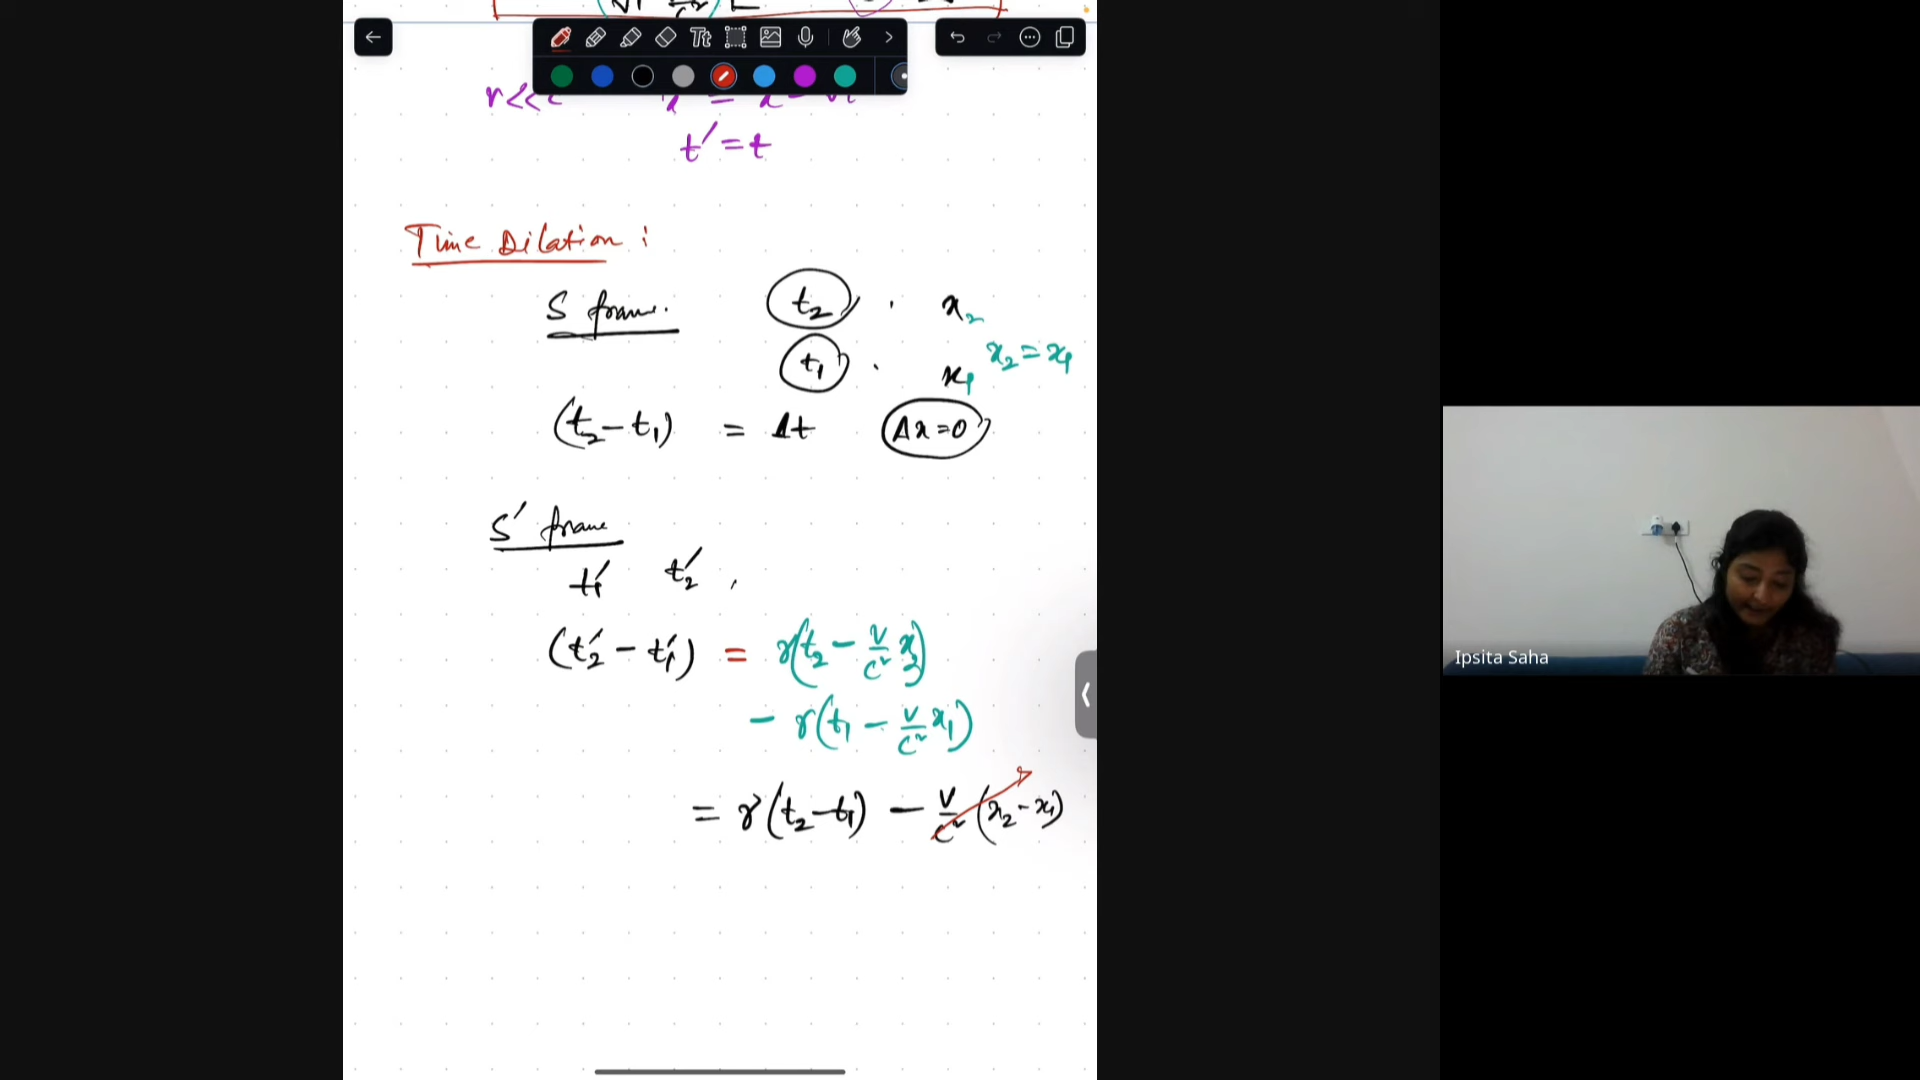 Tt
t′ = t
Time Dilation :
S frame. t₂ , x₂
t₁ . x₁ x₂ = x₁
(t₂ – t₁) = Δt Δx = 0
S′ frame
t₁′ t₂′ ,
(t₂′ – t₁′) = γ(t₂ – v/c² x₂)
– γ(t₁ – v/c² x₁)
= γ(t₂ – t₁) – v/c² (x₂ – x₁)
Ipsita Saha